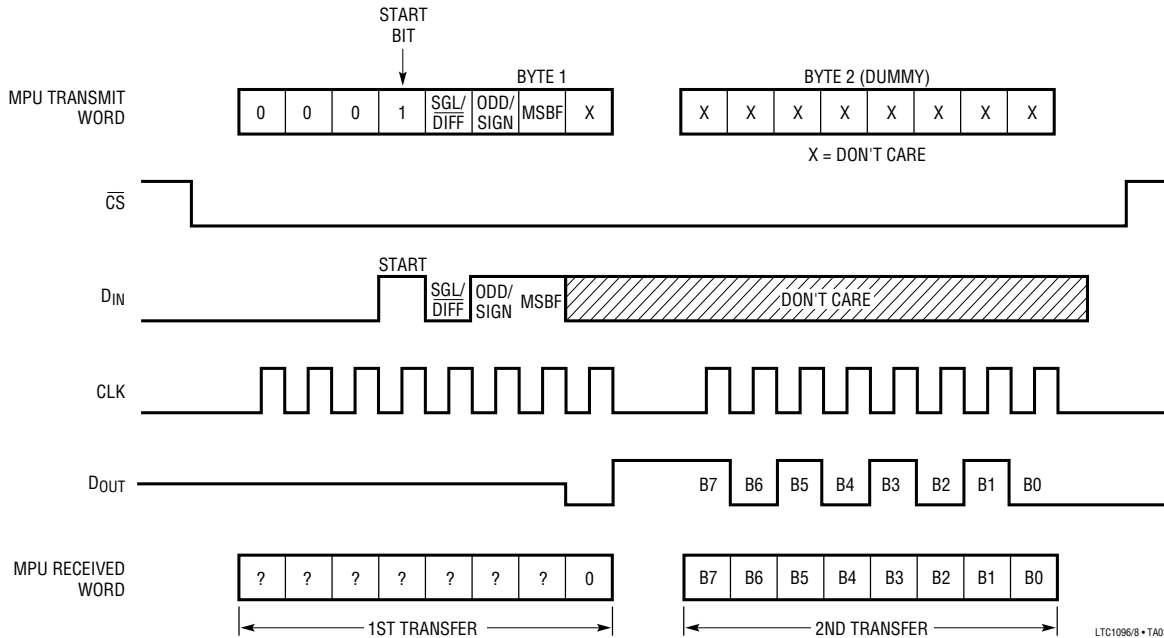 START
BIT
BYTE 1
BYTE 2 (DUMMY)
MPU TRANSMIT
WORD
0 0 0 1 SGL/
DIFF ODD/
SIGN MSBF X
X X X X X X X X
X = DON'T CARE
CS
START
DIN
SGL/
DIFF
ODD/
SIGN
MSBF
DON'T CARE
CLK
DOUT
B7 B6 B5 B4 B3 B2 B1 B0
MPU RECEIVED
WORD
? ? ? ? ? ? ? 0
B7 B6 B5 B4 B3 B2 B1 B0
1ST TRANSFER
2ND TRANSFER